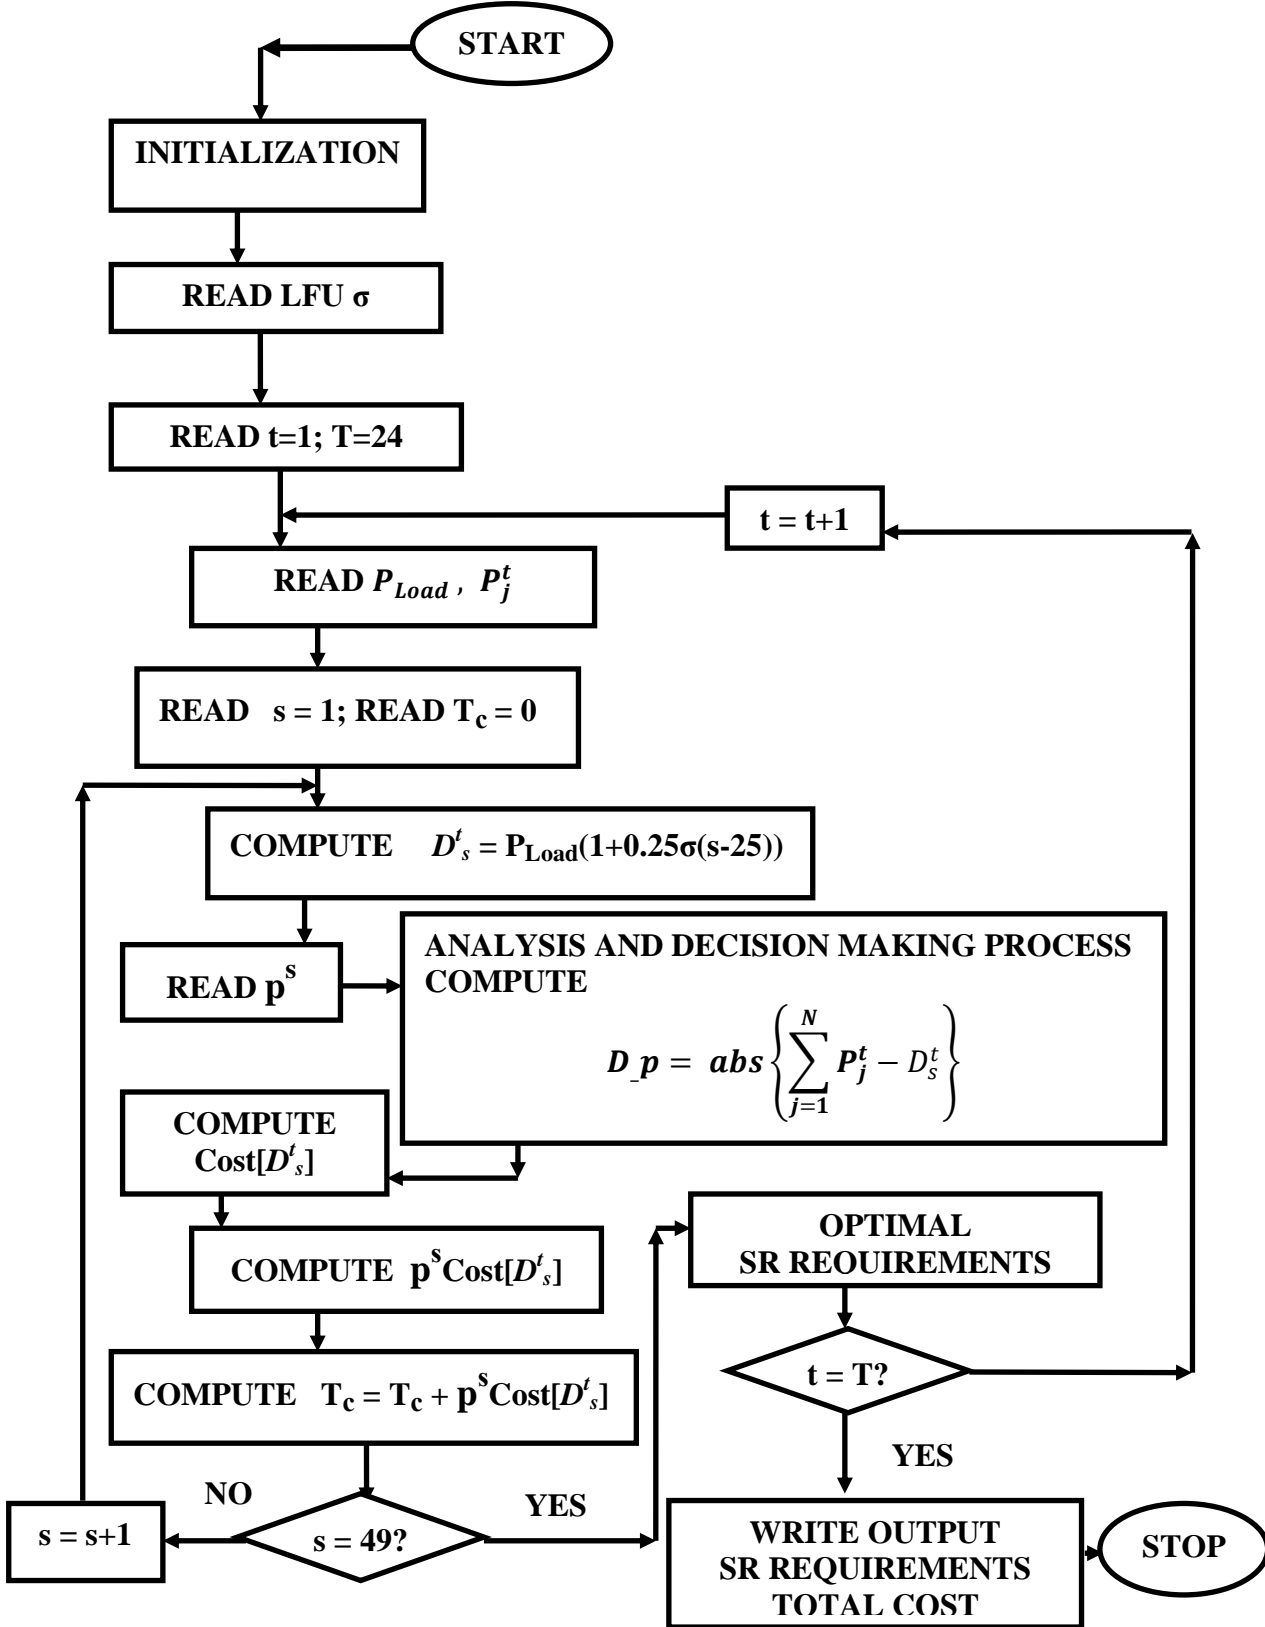 START
INITIALIZATION
READ LFU σ
READ t=1; T=24
t = t+1
READ P_Load , P_j^t
READ s = 1; READ T_c = 0
COMPUTE D^t_s = P_Load(1+0.25σ(s-25))
READ p^s
ANALYSIS AND DECISION MAKING PROCESS
COMPUTE
D_p = abs{∑_{j=1}^{N} P_j^t − D_s^t}
COMPUTE
Cost[D^t_s]
COMPUTE p^s Cost[D^t_s]
COMPUTE T_c = T_c + p^s Cost[D^t_s]
NO
s = 49?
YES
s = s+1
OPTIMAL
SR REQUIREMENTS
t = T?
YES
WRITE OUTPUT
SR REQUIREMENTS
TOTAL COST
STOP